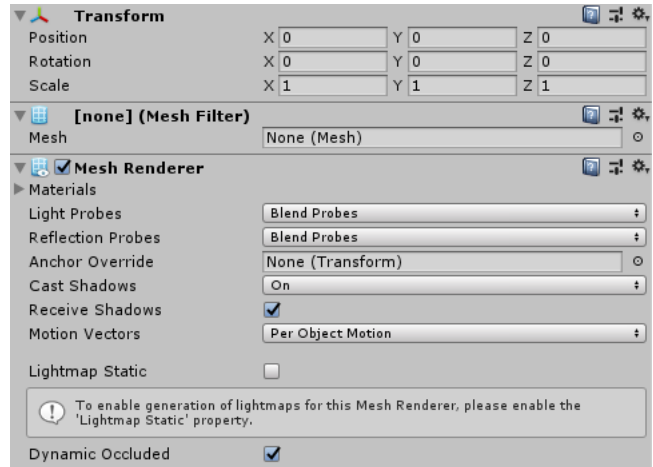 Transform
Position X 0 Y 0 Z 0
Rotation X 0 Y 0 Z 0
Scale X 1 Y 1 Z 1
[none] (Mesh Filter)
Mesh None (Mesh)
Mesh Renderer
Materials
Light Probes Blend Probes
Reflection Probes Blend Probes
Anchor Override None (Transform)
Cast Shadows On
Receive Shadows
Motion Vectors Per Object Motion
Lightmap Static
To enable generation of lightmaps for this Mesh Renderer, please enable the
'Lightmap Static' property.
Dynamic Occluded